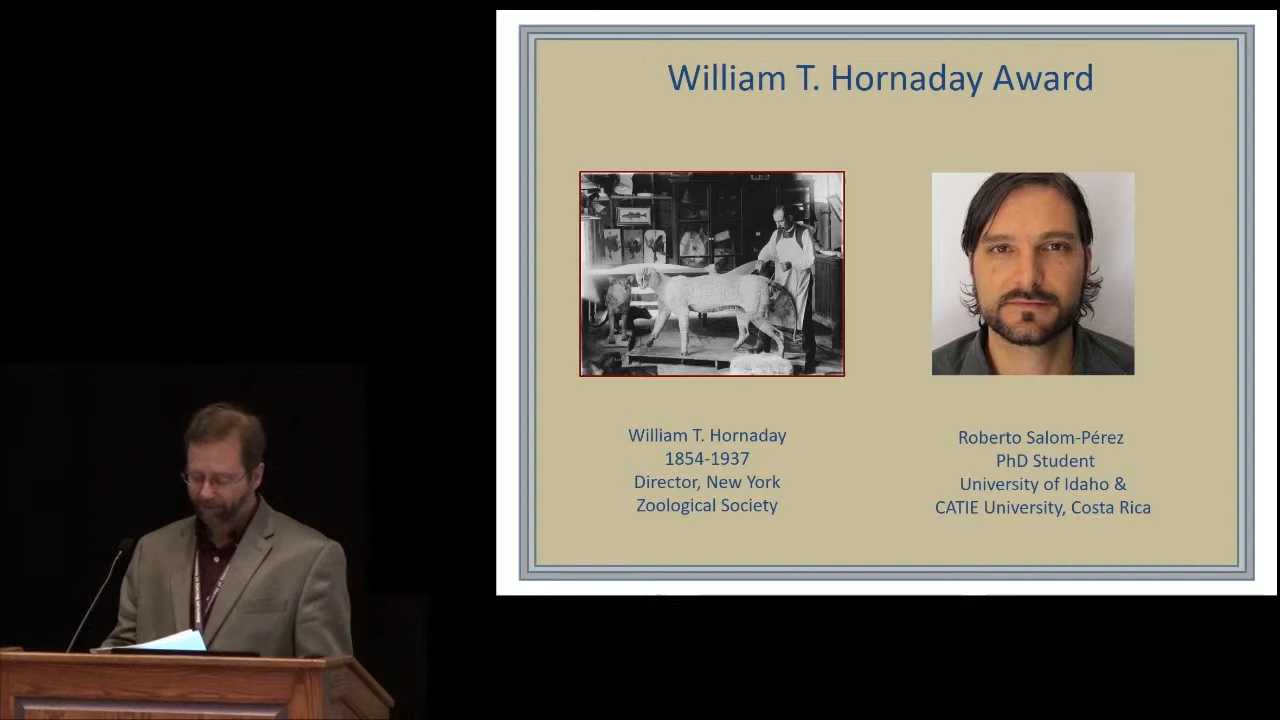 William T. Hornaday Award
William T. Hornaday
1854-1937
Director, New York
Zoological Society
Roberto Salom-Pérez
PhD Student
University of Idaho &
CATIE University, Costa Rica